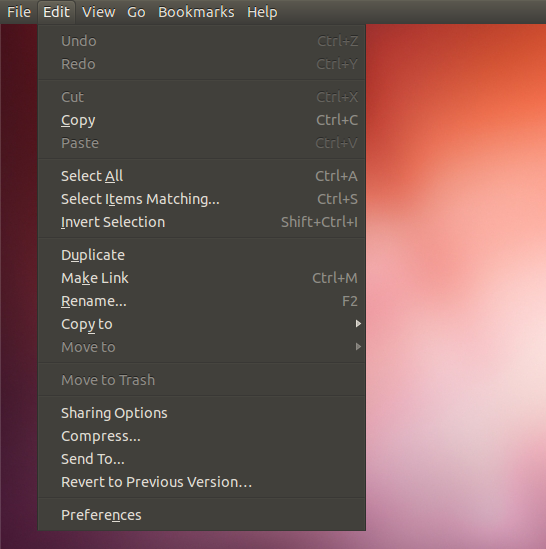 File Edit View Go Bookmarks Help
Undo Ctrl+Z
Redo Ctrl+Y
Cut Ctrl+X
Copy Ctrl+C
Paste Ctrl+V
Select All Ctrl+A
Select Items Matching... Ctrl+S
Invert Selection Shift+Ctrl+I
Duplicate
Make Link Ctrl+M
Rename... F2
Copy to
Move to
Move to Trash
Sharing Options
Compress...
Send To...
Revert to Previous Version...
Preferences